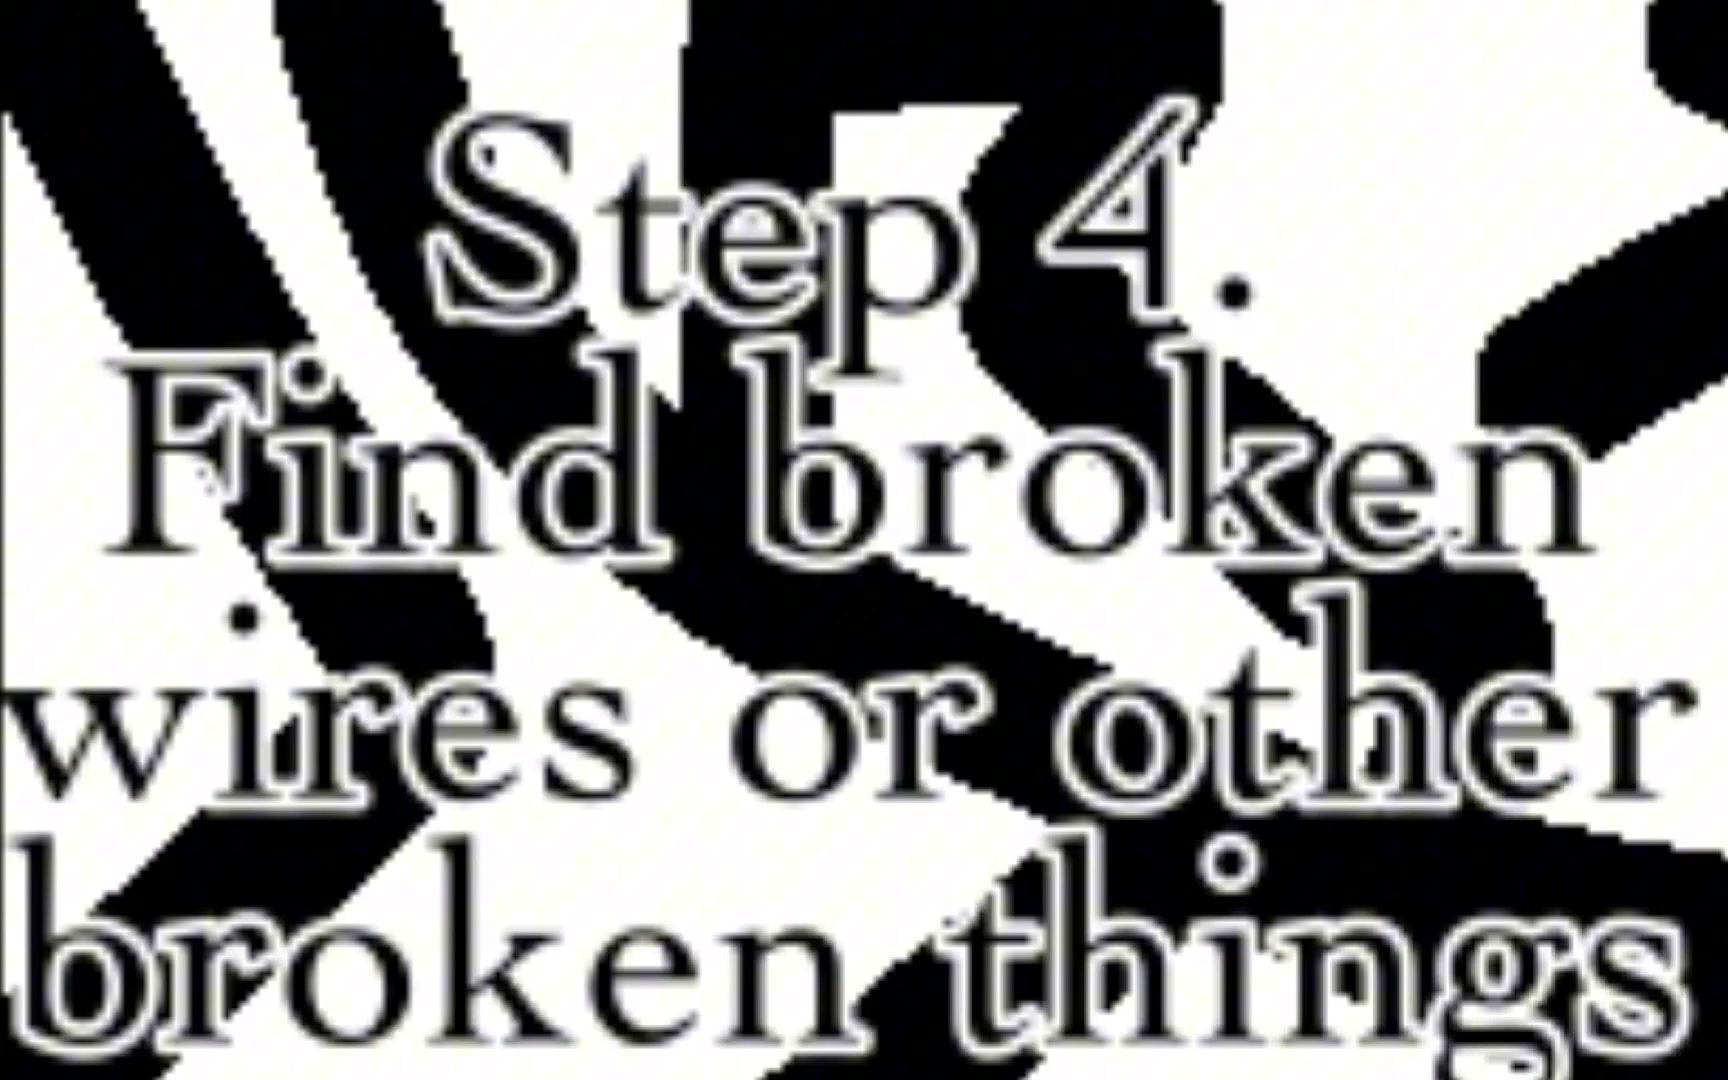 Step 4.
Find broken
wires or other
broken things